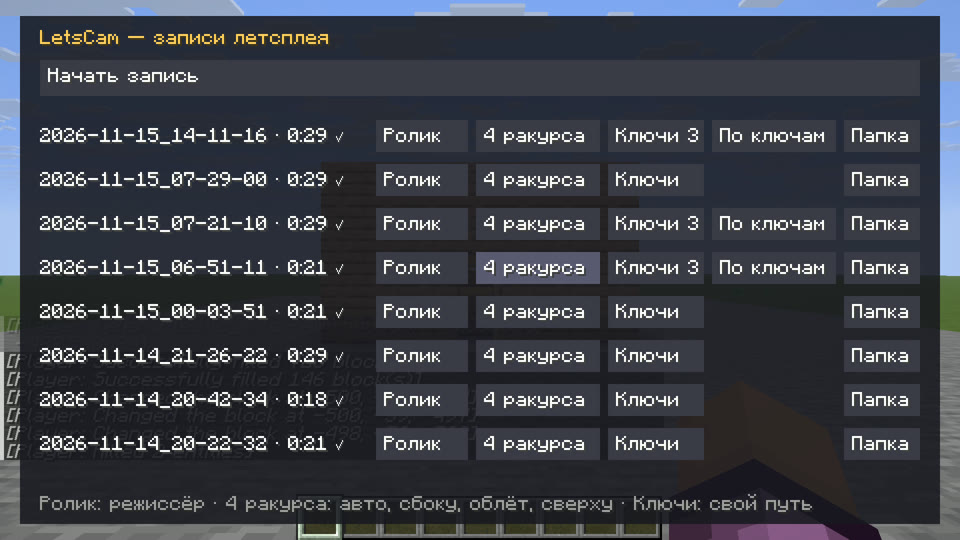 LetsCam — записи летсплея
Начать запись
2026-11-15_14-11-16 · 0:29 ✓ Ролик 4 ракурса Ключи 3 По ключам Папка
2026-11-15_07-29-00 · 0:29 ✓ Ролик 4 ракурса Ключи Папка
2026-11-15_07-21-10 · 0:29 ✓ Ролик 4 ракурса Ключи 3 По ключам Папка
2026-11-15_06-51-11 · 0:21 ✓ Ролик 4 ракурса Ключи 3 По ключам Папка
2026-11-15_00-03-51 · 0:21 ✓ Ролик 4 ракурса Ключи Папка
2026-11-14_21-26-22 · 0:29 ✓ Ролик 4 ракурса Ключи Папка
[Player: Successfully filled 146 block(s)]
2026-11-14_20-42-34 · 0:18 ✓ Ролик 4 ракурса Ключи Папка
2026-11-14_20-22-32 · 0:21 ✓ Ролик 4 ракурса Ключи Папка
Ролик: режиссёр · 4 ракурса: авто, сбоку, облёт, сверху · Ключи: свой путь